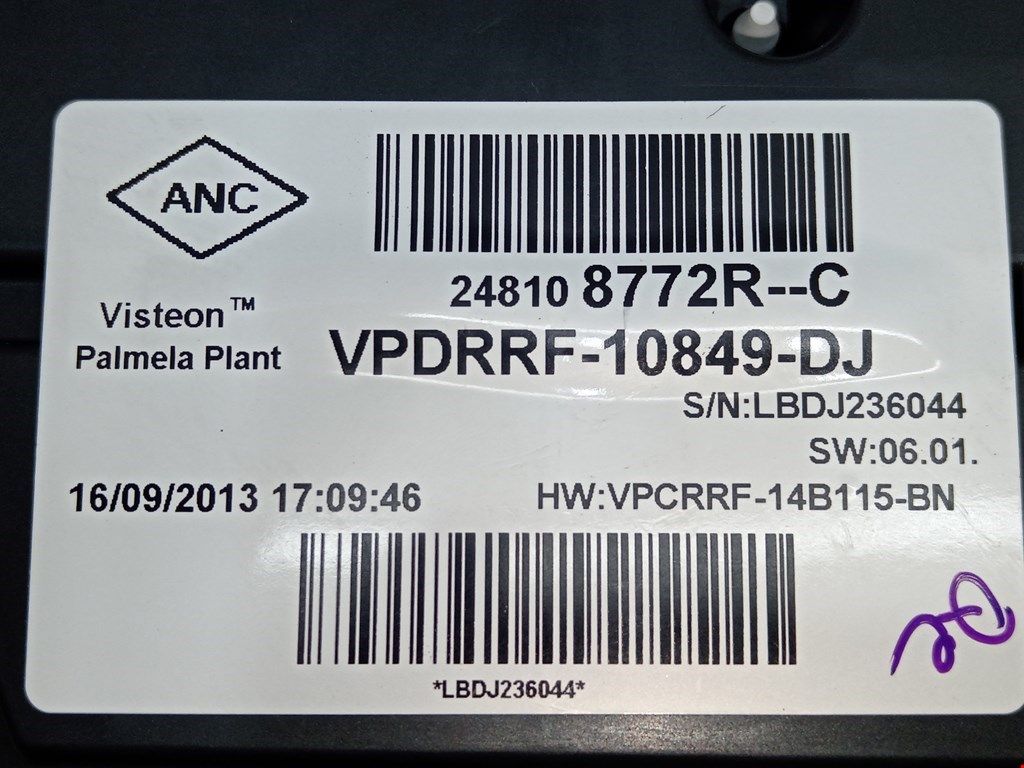 ANC
24810 8772R--C
Visteon™
Palmela Plant
VPDRRF-10849-DJ
S/N:LBDJ236044
SW:06.01.
16/09/2013 17:09:46
HW:VPCRRF-14B115-BN
*LBDJ236044*